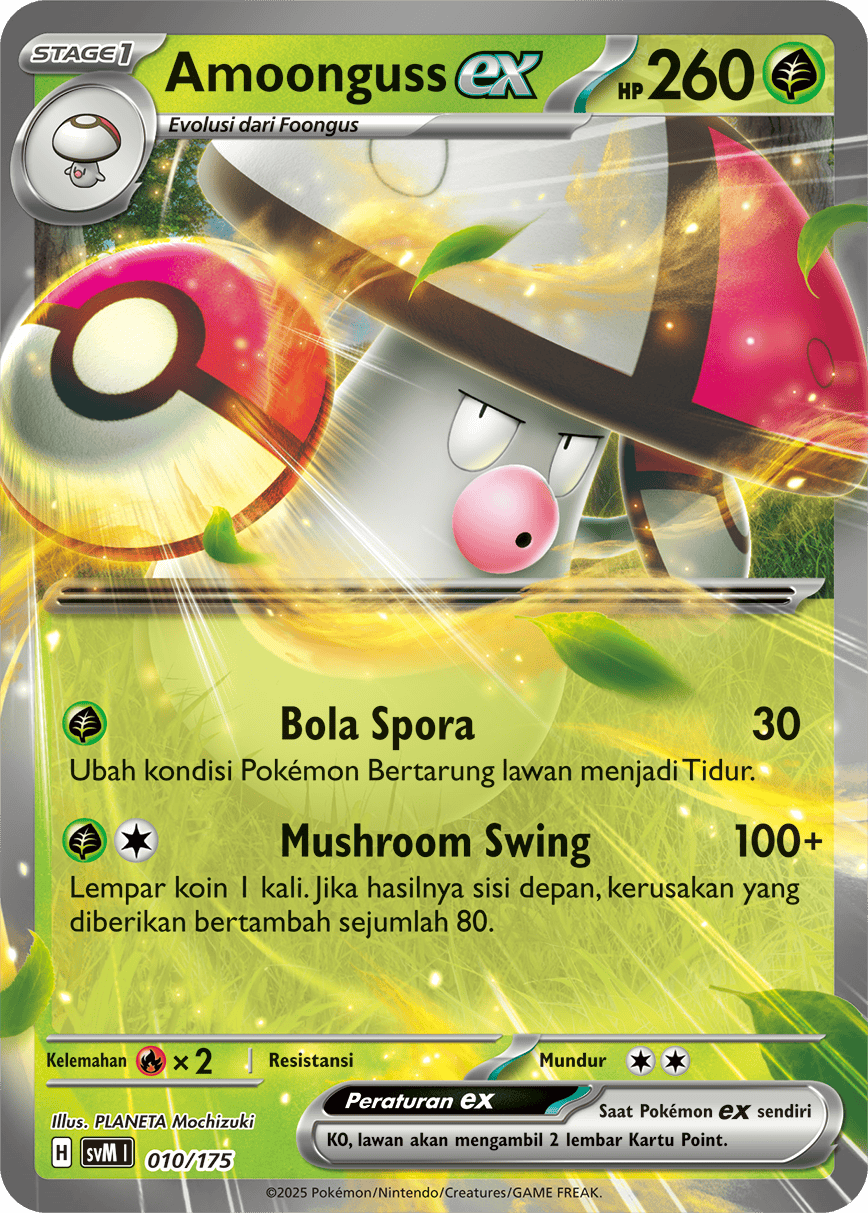 STAGE1
Amoonguss ex HP 260
Evolusi dari Foongus
Bola Spora 30
Ubah kondisi Pokémon Bertarung lawan menjadi Tidur.
Mushroom Swing 100+
Lempar koin 1 kali. Jika hasilnya sisi depan, kerusakan yang
diberikan bertambah sejumlah 80.
Kelemahan ×2 Resistansi Mundur
Illus. PLANETA Mochizuki
Peraturan ex Saat Pokémon ex sendiri
KO, lawan akan mengambil 2 lembar Kartu Point.
H svM I 010/175
©2025 Pokémon/Nintendo/Creatures/GAME FREAK.